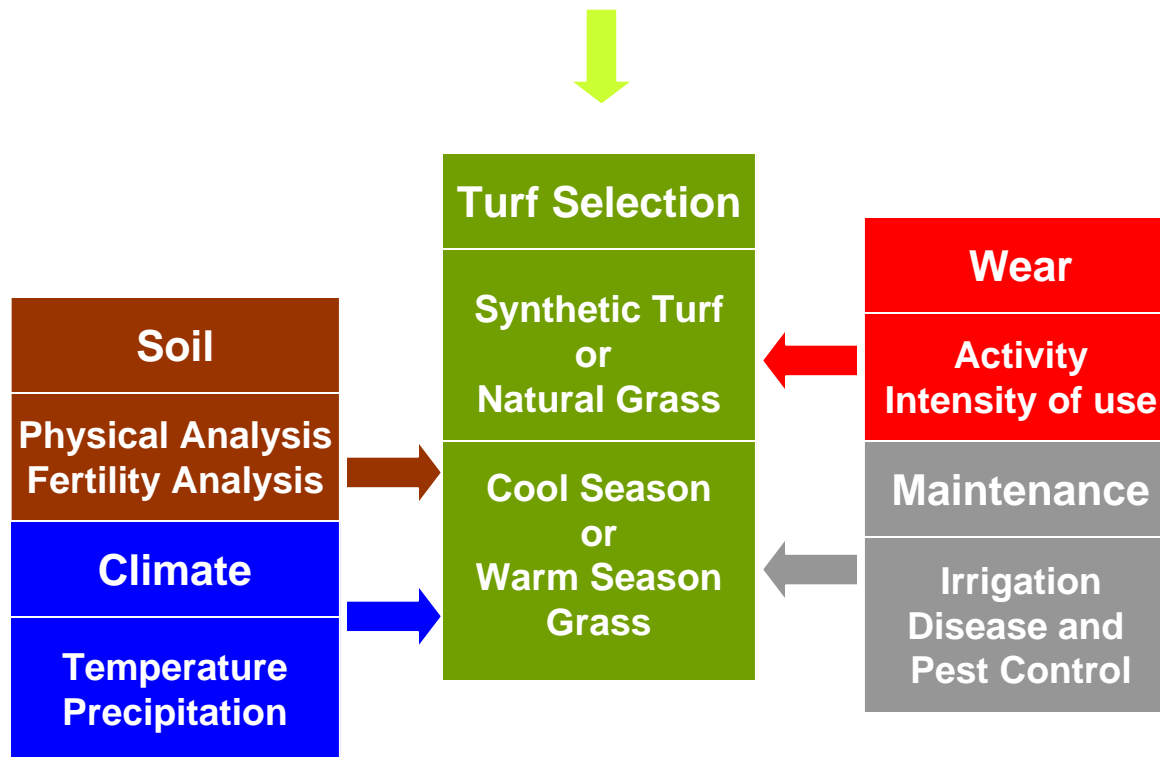 Turf Selection
Synthetic Turf
or
Natural Grass
Cool Season
or
Warm Season
Grass
Soil
Physical Analysis
Fertility Analysis
Climate
Temperature
Precipitation
Wear
Activity
Intensity of use
Maintenance
Irrigation
Disease and
Pest Control